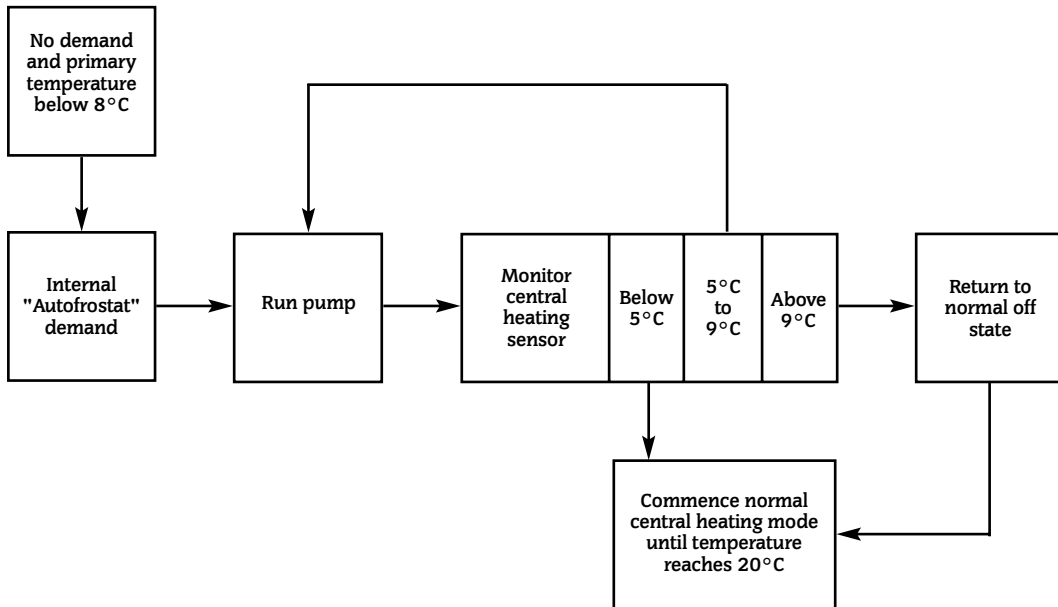 No demand
and primary
temperature
below 8°C
Internal
"Autofrostat"
demand
Run pump
Monitor
central
heating
sensor
Below
5°C
5°C
to
9°C
Above
9°C
Return to
normal off
state
Commence normal
central heating mode
until temperature
reaches 20°C